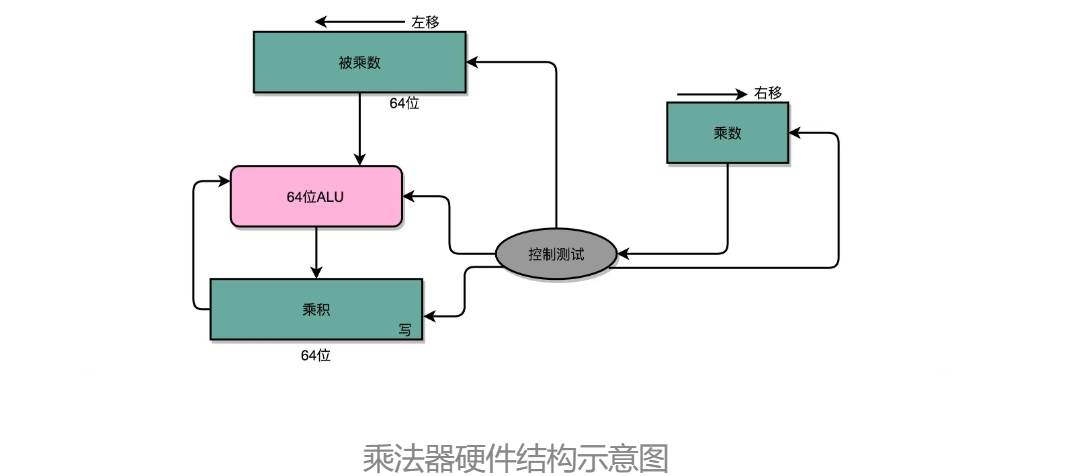 左移
被乘数
64位
右移
乘数
64位ALU
控制测试
乘积
写
64位
乘法器硬件结构示意图